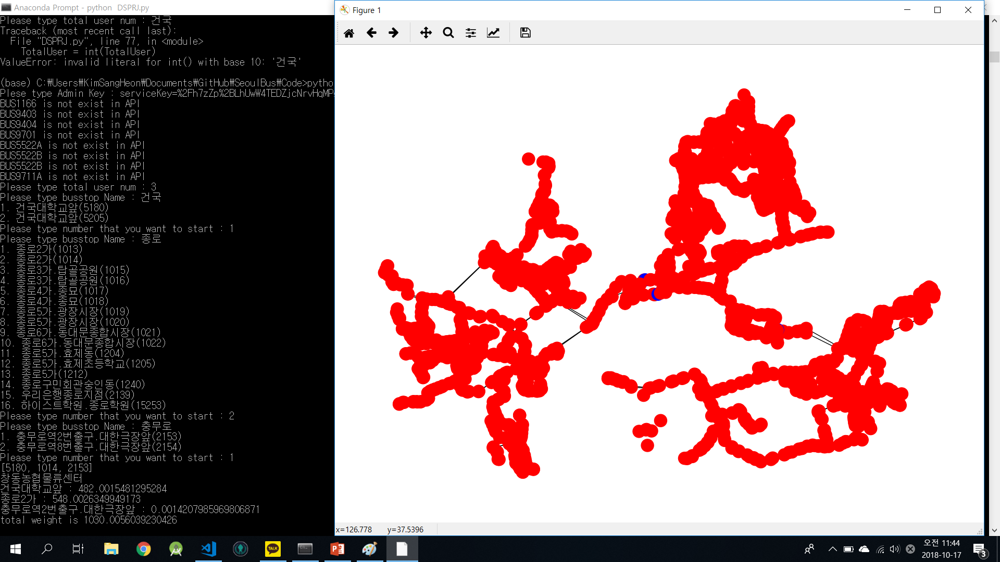 Anaconda Prompt - python DSPRJ.py
Please type total user num : 건국
Traceback (most recent call last):
File "DSPRJ.py", line 77, in <module>
TotalUser = int(TotalUser)
ValueError: invalid literal for int() with base 10: '건국'
(base) C:\Users\KimSangHeon\Documents\GitHub\SeoulBus\Code>pytho
Plese type Admin Key : serviceKey=%2Fh7zZp%2BLhUwW4TEDZjcNrvHqMP
BUS1166 is not exist in API
BUS9403 is not exist in API
BUS9404 is not exist in API
BUS9701 is not exist in API
BUS5522A is not exist in API
BUS5522B is not exist in API
BUS5522B is not exist in API
BUS9711A is not exist in API
Please type total user num : 3
Please type busstop Name : 건국
1. 건국대학교앞(5180)
2. 건국대학교앞(5205)
Please type number that you want to start : 1
Please type busstop Name : 종로
1. 종로2가(1013)
2. 종로2가(1014)
3. 종로3가.탑골공원(1015)
4. 종로3가.탑골공원(1016)
5. 종로4가.종묘(1017)
6. 종로4가.종묘(1018)
7. 종로5가.광장시장(1019)
8. 종로5가.광장시장(1020)
9. 종로6가.동대문종합시장(1021)
10. 종로6가.동대문종합시장(1022)
11. 종로5가.효제동(1204)
12. 종로5가.효제초등학교(1205)
13. 종로5가(1212)
14. 종로구민회관숭인동(1240)
15. 우리은행종로지점(2139)
16. 하이스트학원.종로학원(15253)
Please type number that you want to start : 2
Please type busstop Name : 충무로
1. 충무로역2번출구.대한극장앞(2153)
2. 충무로역8번출구.대한극장앞(2154)
Please type number that you want to start : 1
[5180, 1014, 2153]
창동농협물류센터
건국대학교앞 : 482.0015481295284
종로2가 : 548.0026349949173
충무로역2번출구.대한극장앞 : 0.0014207985969806871
total weight is 1030.0056039230426
Figure 1
x=126.778 y=37.5396
TALK
오전 11:44
2018-10-17
3